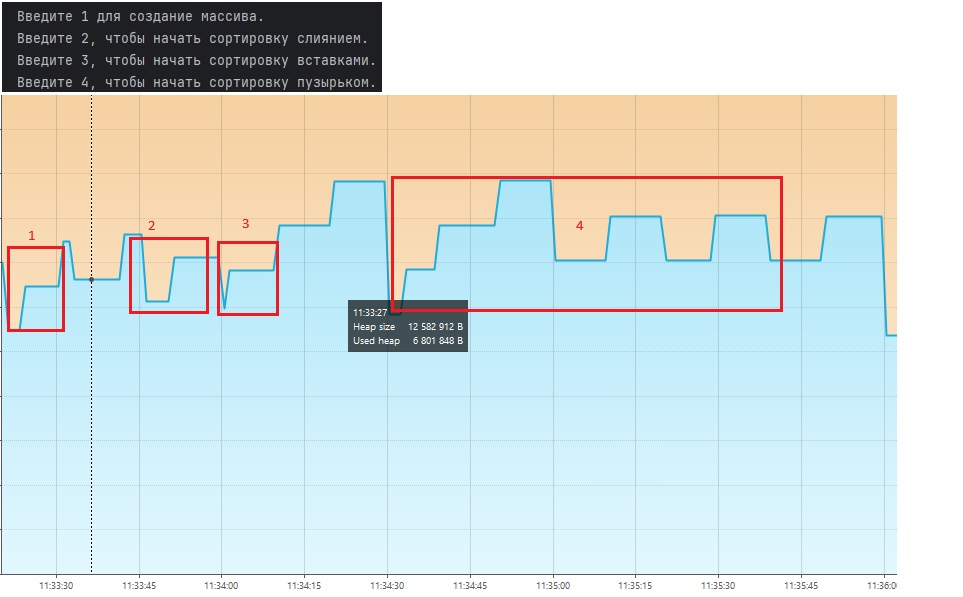 Введите 1 для создание массива.
Введите 2, чтобы начать сортировку слиянием.
Введите 3, чтобы начать сортировку вставками.
Введите 4, чтобы начать сортировку пузырьком.
1
2
3
4
11:33:27
Heap size 12 582 912 B
Used heap 6 801 848 B
11:33:30 11:33:45 11:34:00 11:34:15 11:34:30 11:34:45 11:35:00 11:35:15 11:35:30 11:35:45 11:36:0